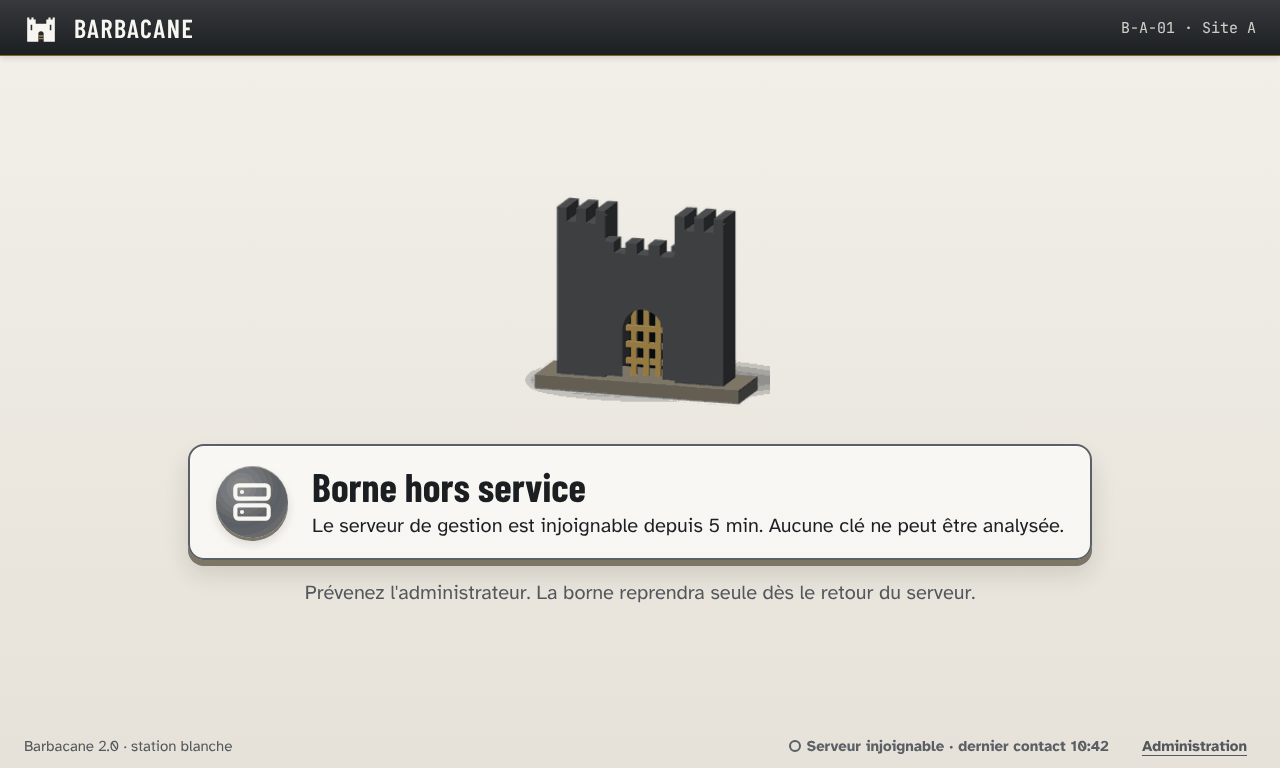 BARBACANE
B-A-01 · Site A
Borne hors service
Le serveur de gestion est injoignable depuis 5 min. Aucune clé ne peut être analysée.
Prévenez l'administrateur. La borne reprendra seule dès le retour du serveur.
Barbacane 2.0 · station blanche
Serveur injoignable · dernier contact 10:42
Administration